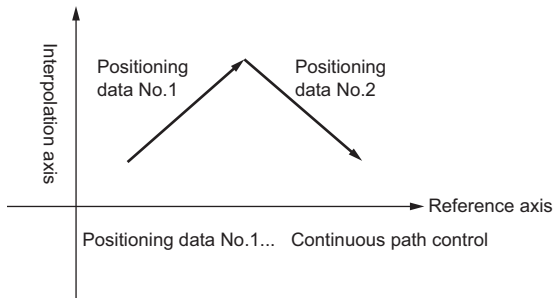 Interpolation axis
Positioning
data No.1
Positioning
data No.2
Reference axis
Positioning data No.1... Continuous path control